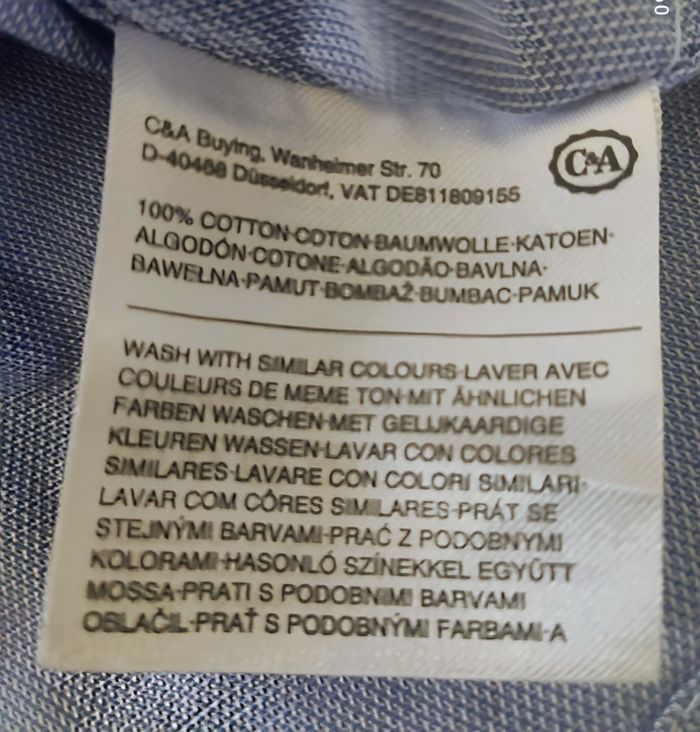 C&A Buying, Wanheimer Str. 70
D-40468 Düsseldorf, VAT DE811809155
C&A
100% COTTON·COTON·BAUMWOLLE·KATOEN·
ALGODÓN·COTONE·ALGODÃO·BAVLNA·
BAWEŁNA·PAMUT·BOMBAŽ·BUMBAC·PAMUK
WASH WITH SIMILAR COLOURS·LAVER AVEC
COULEURS DE MEME TON·MIT ÄHNLICHEN
FARBEN WASCHEN·MET GELIJKAARDIGE
KLEUREN WASSEN·LAVAR CON COLORES
SIMILARES·LAVARE CON COLORI SIMILARI·
LAVAR COM CÔRES SIMILARES·PRÁT SE
STEJNÝMI BARVAMI·PRAĆ Z PODOBNYMI
KOLORAMI·HASONLÓ SZÍNEKKEL EGYÜTT
MOSSA·PRATI S PODOBNIMI BARVAMI
OBLAČIL·PRAŤ S PODOBNÝMI FARBAMI·A